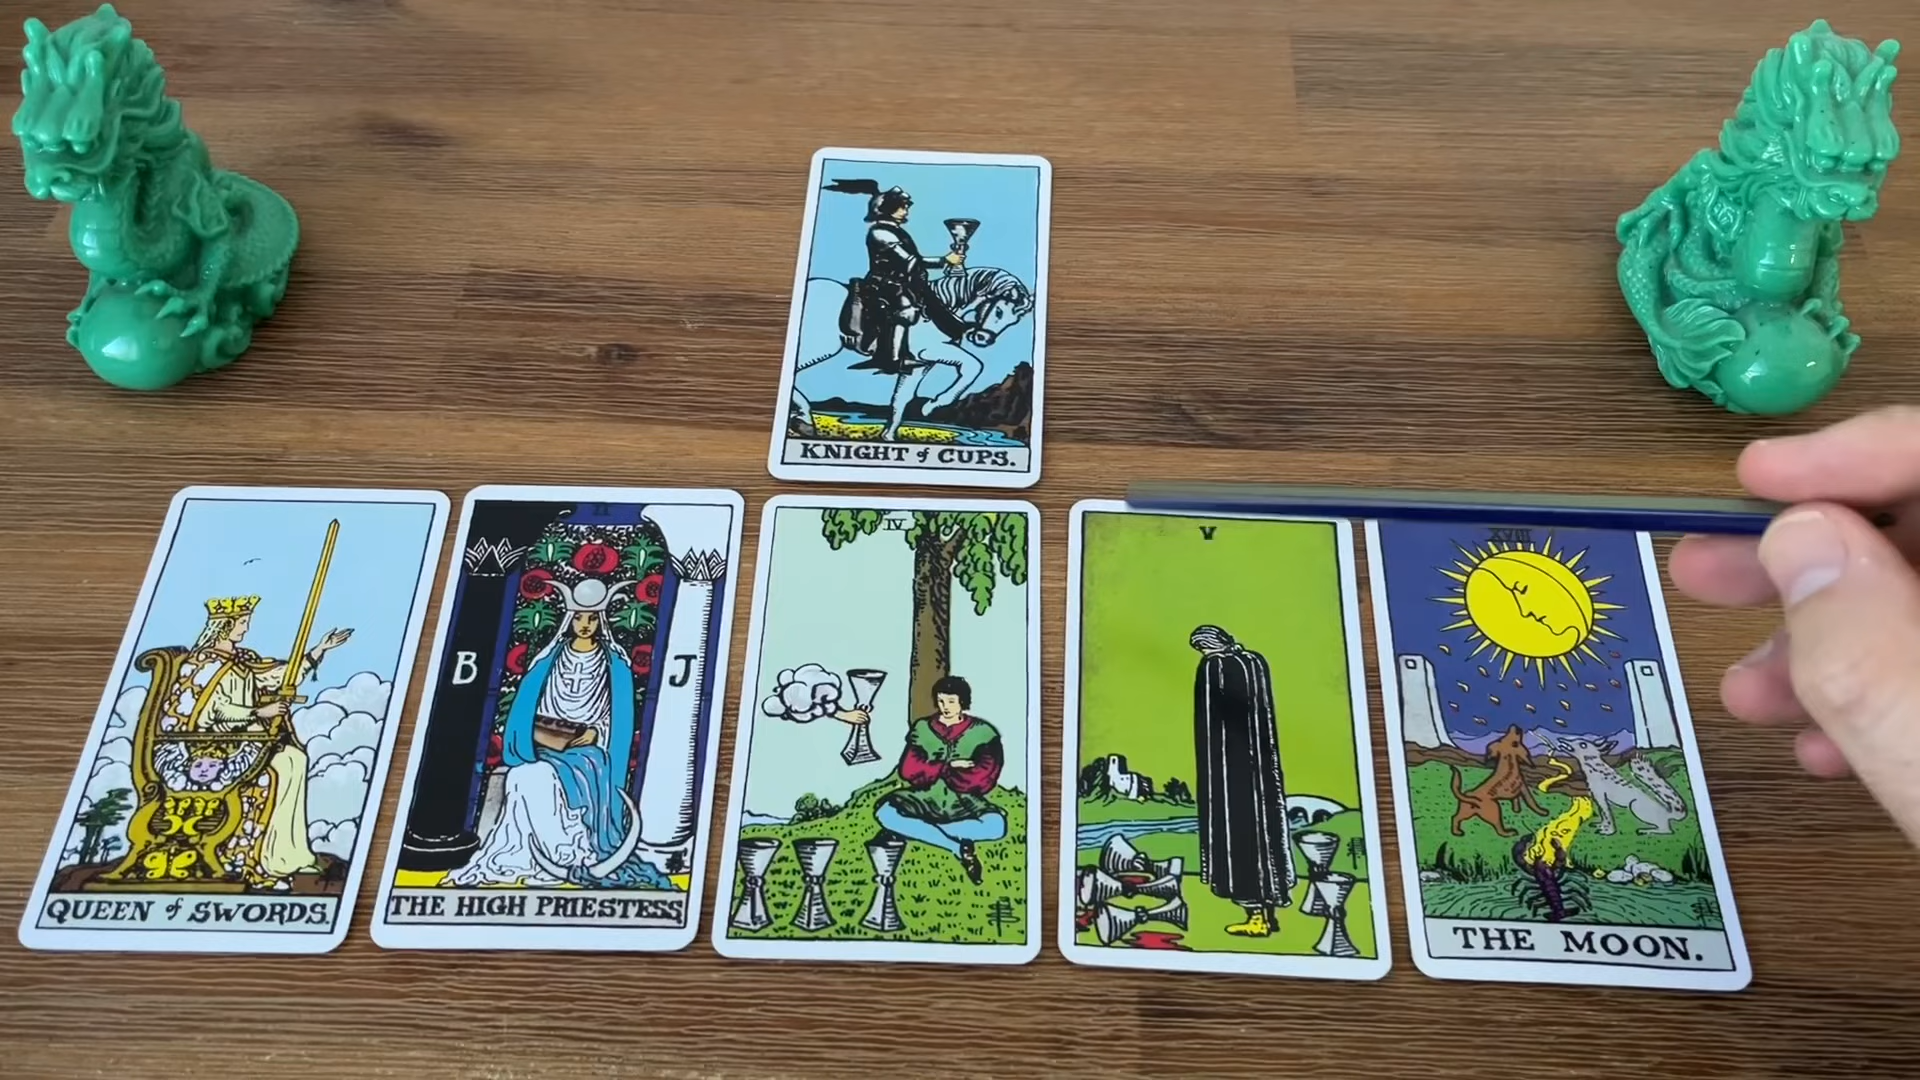 KNIGHT of CUPS.
II
B J
QUEEN of SWORDS.
THE HIGH PRIESTESS
IV
V
XVIII
THE MOON.